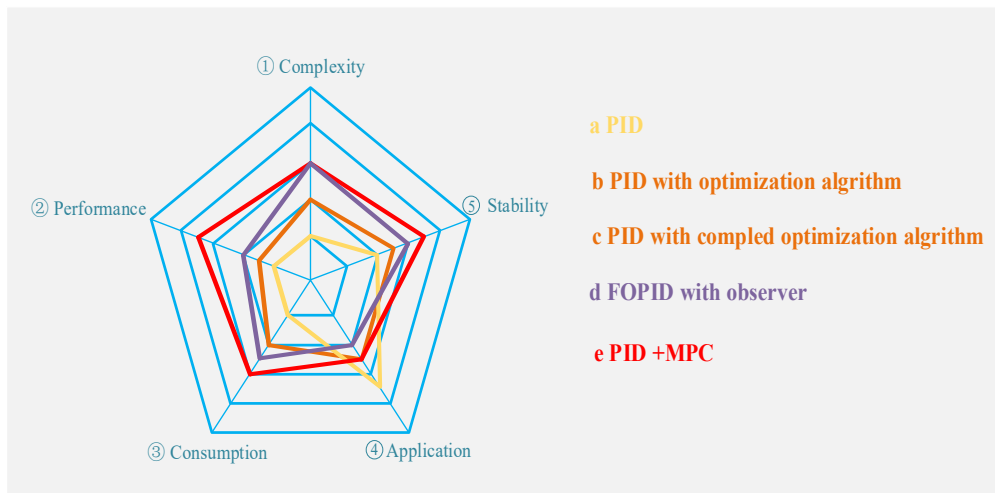 ① Complexity
② Performance
⑤ Stability
③ Consumption
④ Application
a PID
b PID with optimization algrithm
c PID with compled optimization algrithm
d FOPID with observer
e PID +MPC